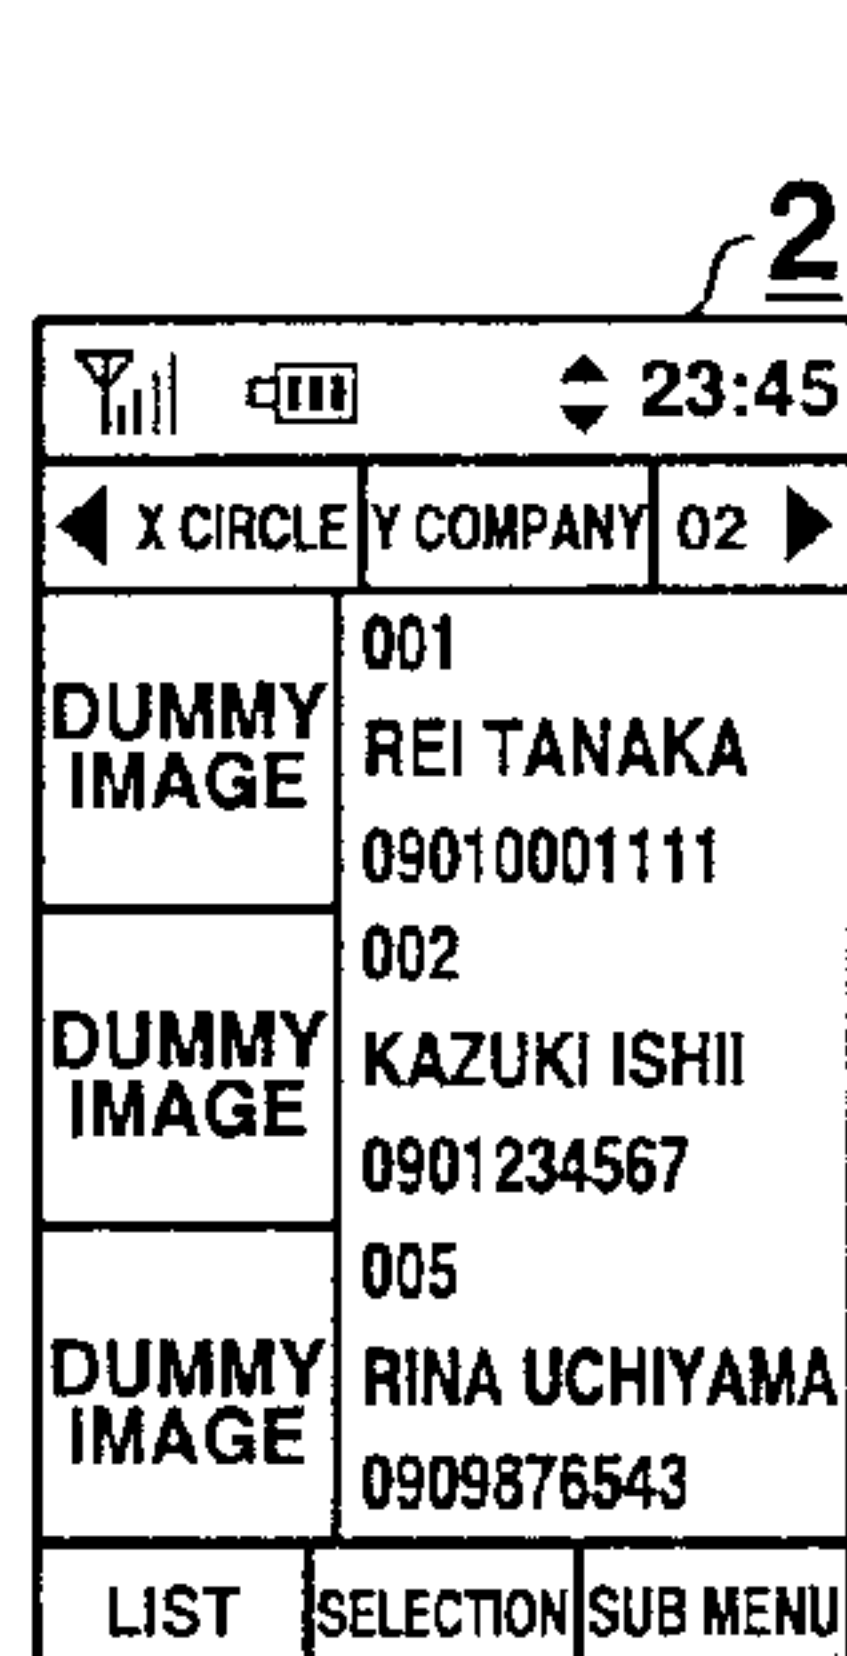 2
23:45
X CIRCLE Y COMPANY 02
001
DUMMY
IMAGE
REI TANAKA
09010001111
002
DUMMY
IMAGE
KAZUKI ISHII
0901234567
005
DUMMY
IMAGE
RINA UCHIYAMA
0909876543
LIST SELECTION SUB MENU